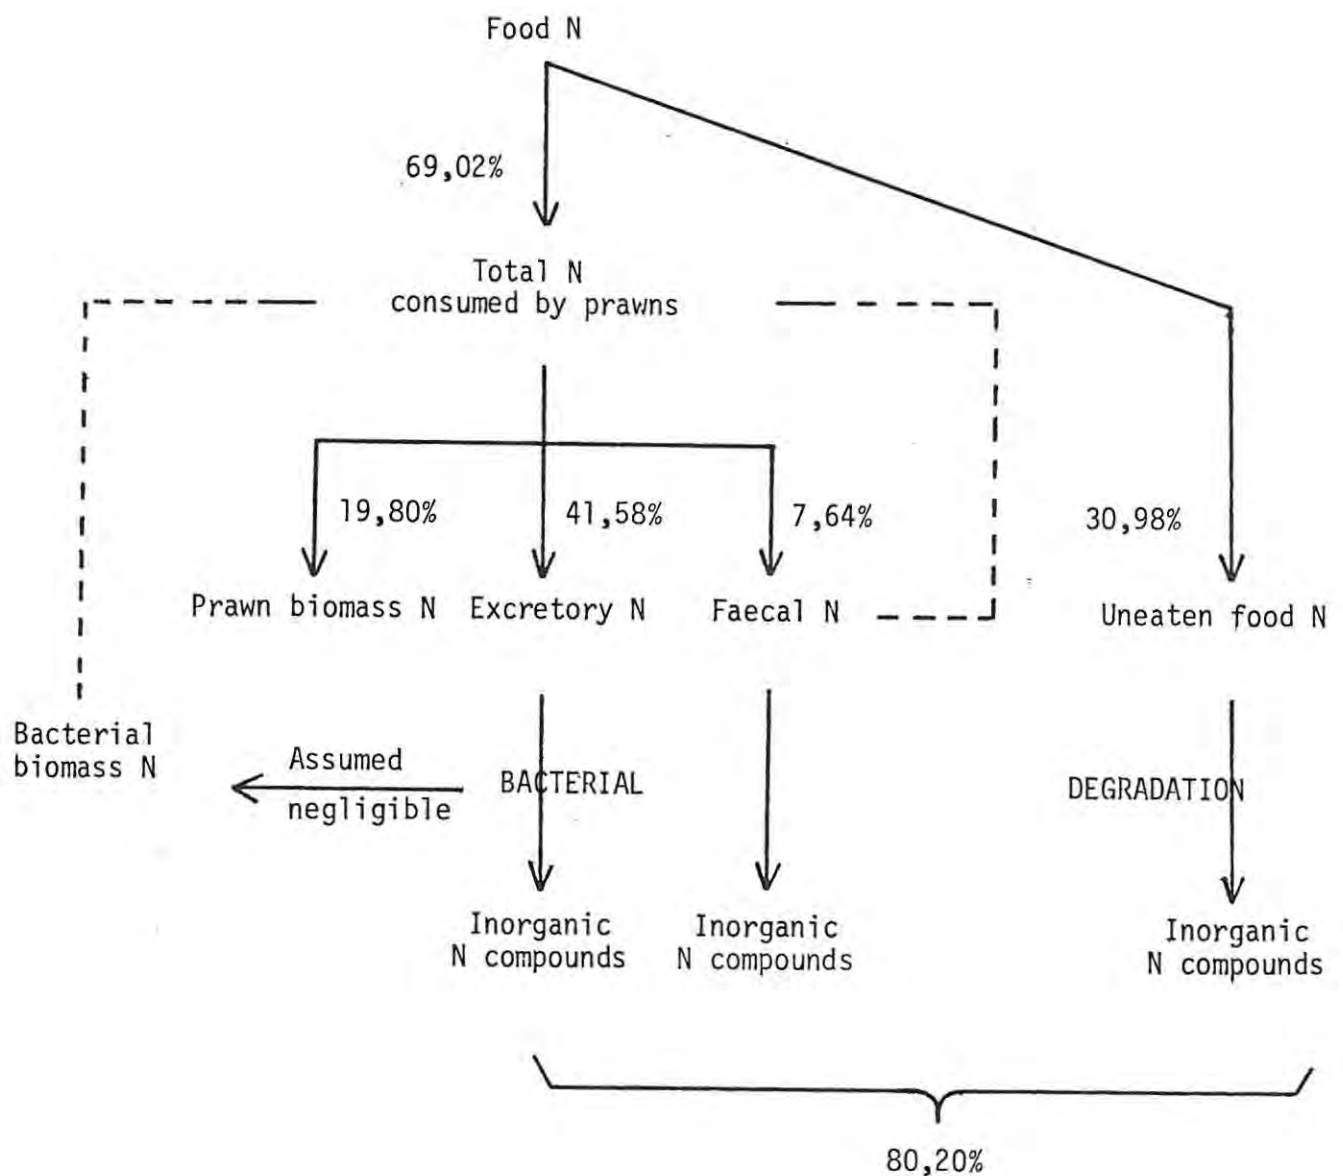 Food N
69,02%
Total N
consumed by prawns
19,80%
41,58%
7,64%
30,98%
Prawn biomass N
Excretory N
Faecal N
Uneaten food N
Bacterial
biomass N
Assumed
negligible
BACTERIAL
DEGRADATION
Inorganic
N compounds
Inorganic
N compounds
Inorganic
N compounds
80,20%